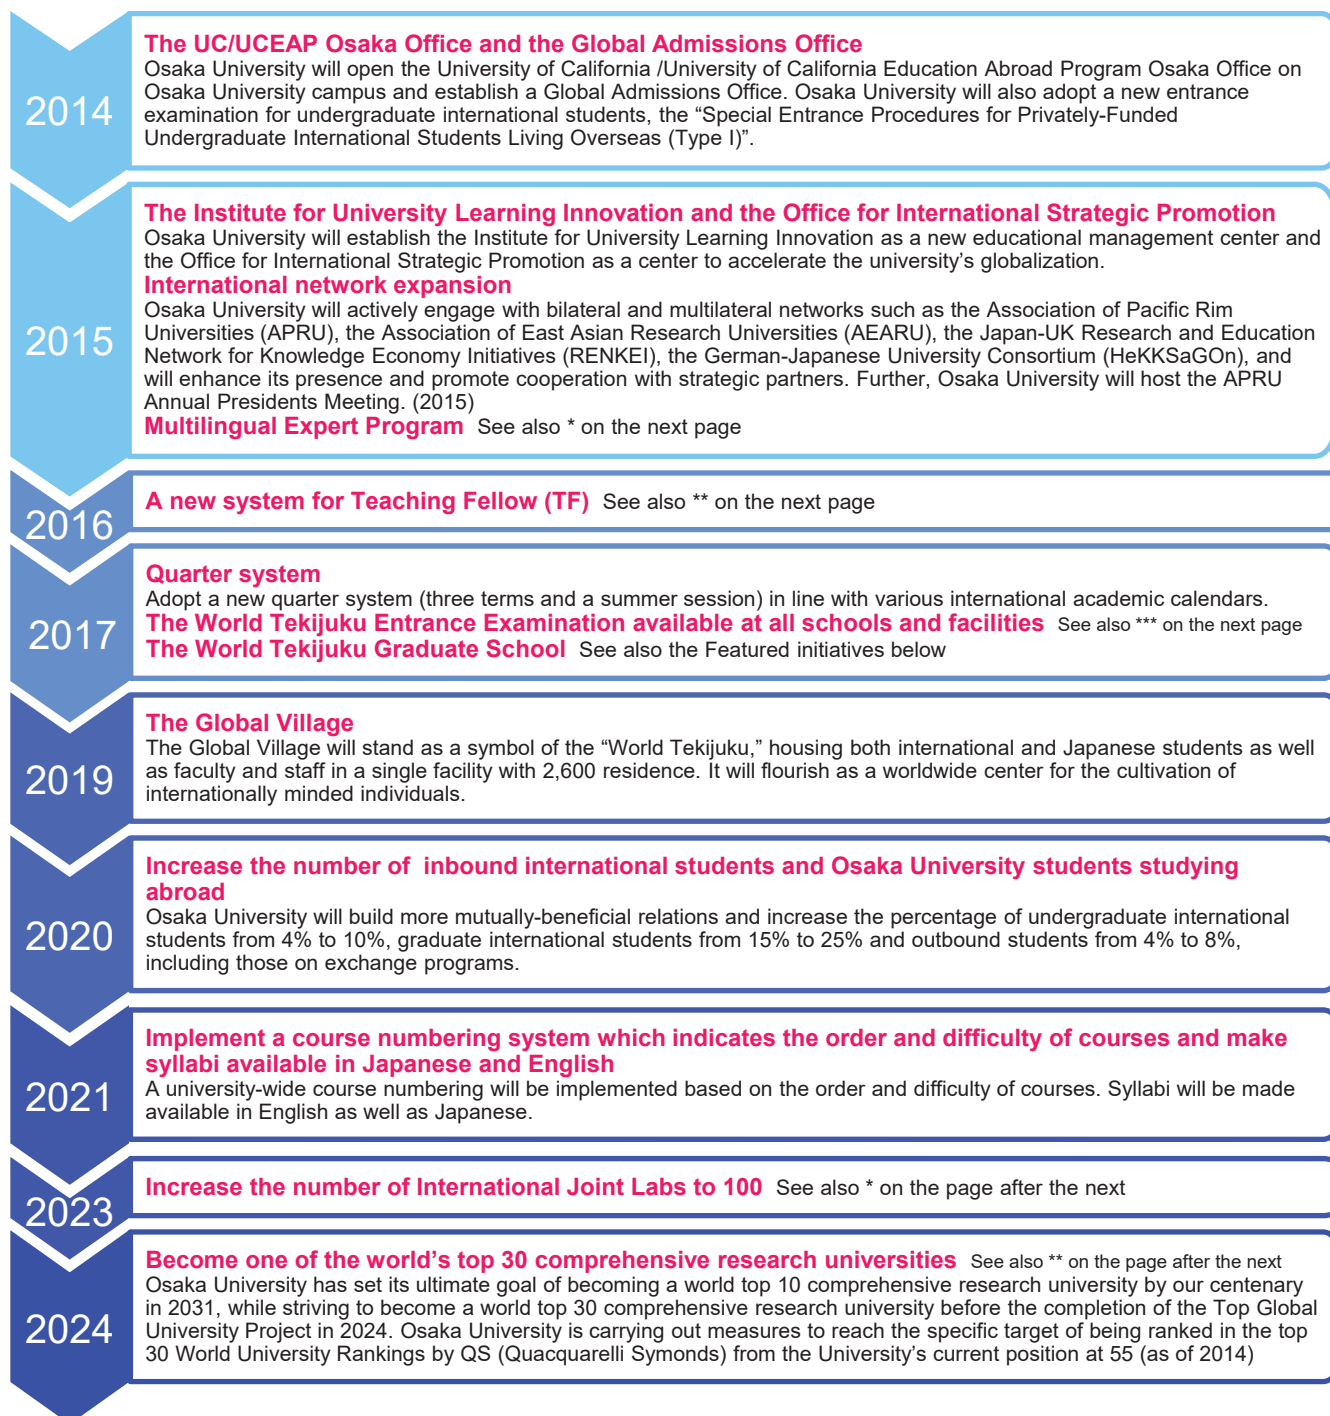 2014
The UC/UCEAP Osaka Office and the Global Admissions Office
Osaka University will open the University of California /University of California Education Abroad Program Osaka Office on
Osaka University campus and establish a Global Admissions Office. Osaka University will also adopt a new entrance
examination for undergraduate international students, the “Special Entrance Procedures for Privately-Funded
Undergraduate International Students Living Overseas (Type I)”.
2015
The Institute for University Learning Innovation and the Office for International Strategic Promotion
Osaka University will establish the Institute for University Learning Innovation as a new educational management center and
the Office for International Strategic Promotion as a center to accelerate the university’s globalization.
International network expansion
Osaka University will actively engage with bilateral and multilateral networks such as the Association of Pacific Rim
Universities (APRU), the Association of East Asian Research Universities (AEARU), the Japan-UK Research and Education
Network for Knowledge Economy Initiatives (RENKEI), the German-Japanese University Consortium (HeKKSaGOn), and
will enhance its presence and promote cooperation with strategic partners. Further, Osaka University will host the APRU
Annual Presidents Meeting. (2015)
Multilingual Expert Program See also * on the next page
2016
A new system for Teaching Fellow (TF) See also ** on the next page
2017
Quarter system
Adopt a new quarter system (three terms and a summer session) in line with various international academic calendars.
The World Tekijuku Entrance Examination available at all schools and facilities See also *** on the next page
The World Tekijuku Graduate School See also the Featured initiatives below
2019
The Global Village
The Global Village will stand as a symbol of the “World Tekijuku,” housing both international and Japanese students as well
as faculty and staff in a single facility with 2,600 residence. It will flourish as a worldwide center for the cultivation of
internationally minded individuals.
2020
Increase the number of inbound international students and Osaka University students studying
abroad
Osaka University will build more mutually-beneficial relations and increase the percentage of undergraduate international
students from 4% to 10%, graduate international students from 15% to 25% and outbound students from 4% to 8%,
including those on exchange programs.
2021
Implement a course numbering system which indicates the order and difficulty of courses and make
syllabi available in Japanese and English
A university-wide course numbering will be implemented based on the order and difficulty of courses. Syllabi will be made
available in English as well as Japanese.
2023
Increase the number of International Joint Labs to 100 See also * on the page after the next
2024
Become one of the world’s top 30 comprehensive research universities See also ** on the page after the next
Osaka University has set its ultimate goal of becoming a world top 10 comprehensive research university by our centenary
in 2031, while striving to become a world top 30 comprehensive research university before the completion of the Top Global
University Project in 2024. Osaka University is carrying out measures to reach the specific target of being ranked in the top
30 World University Rankings by QS (Quacquarelli Symonds) from the University’s current position at 55 (as of 2014)